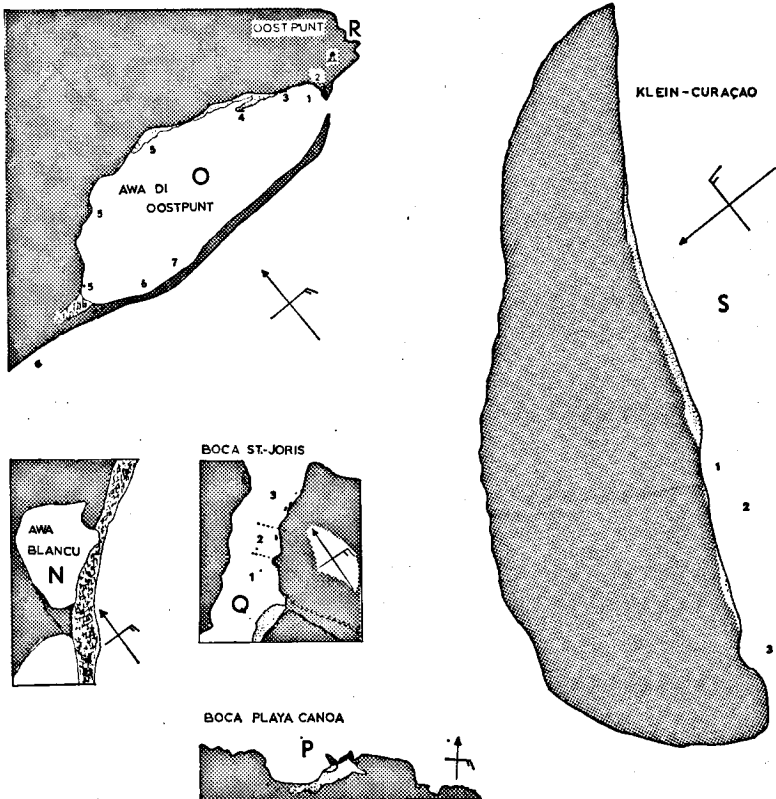 OOSTPUNT
R
2
3
1
4
5
O
AWA DI
OOSTPUNT
5
7
6
5
KLEIN-CURAÇAO
S
1
2
3
AWA
BLANCU
N
BOCA ST.-JORIS
3
2
1
Q
BOCA PLAYA CANOA
P